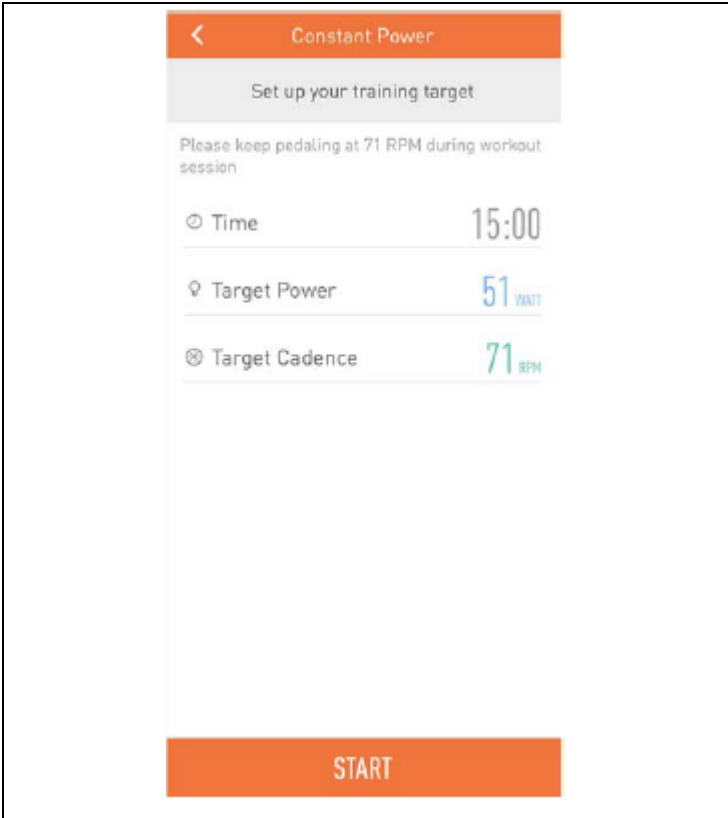 Constant Power
Set up your training target
Please keep pedaling at 71 RPM during workout
session
Time 15:00
Target Power 51 WATT
Target Cadence 71 RPM
START